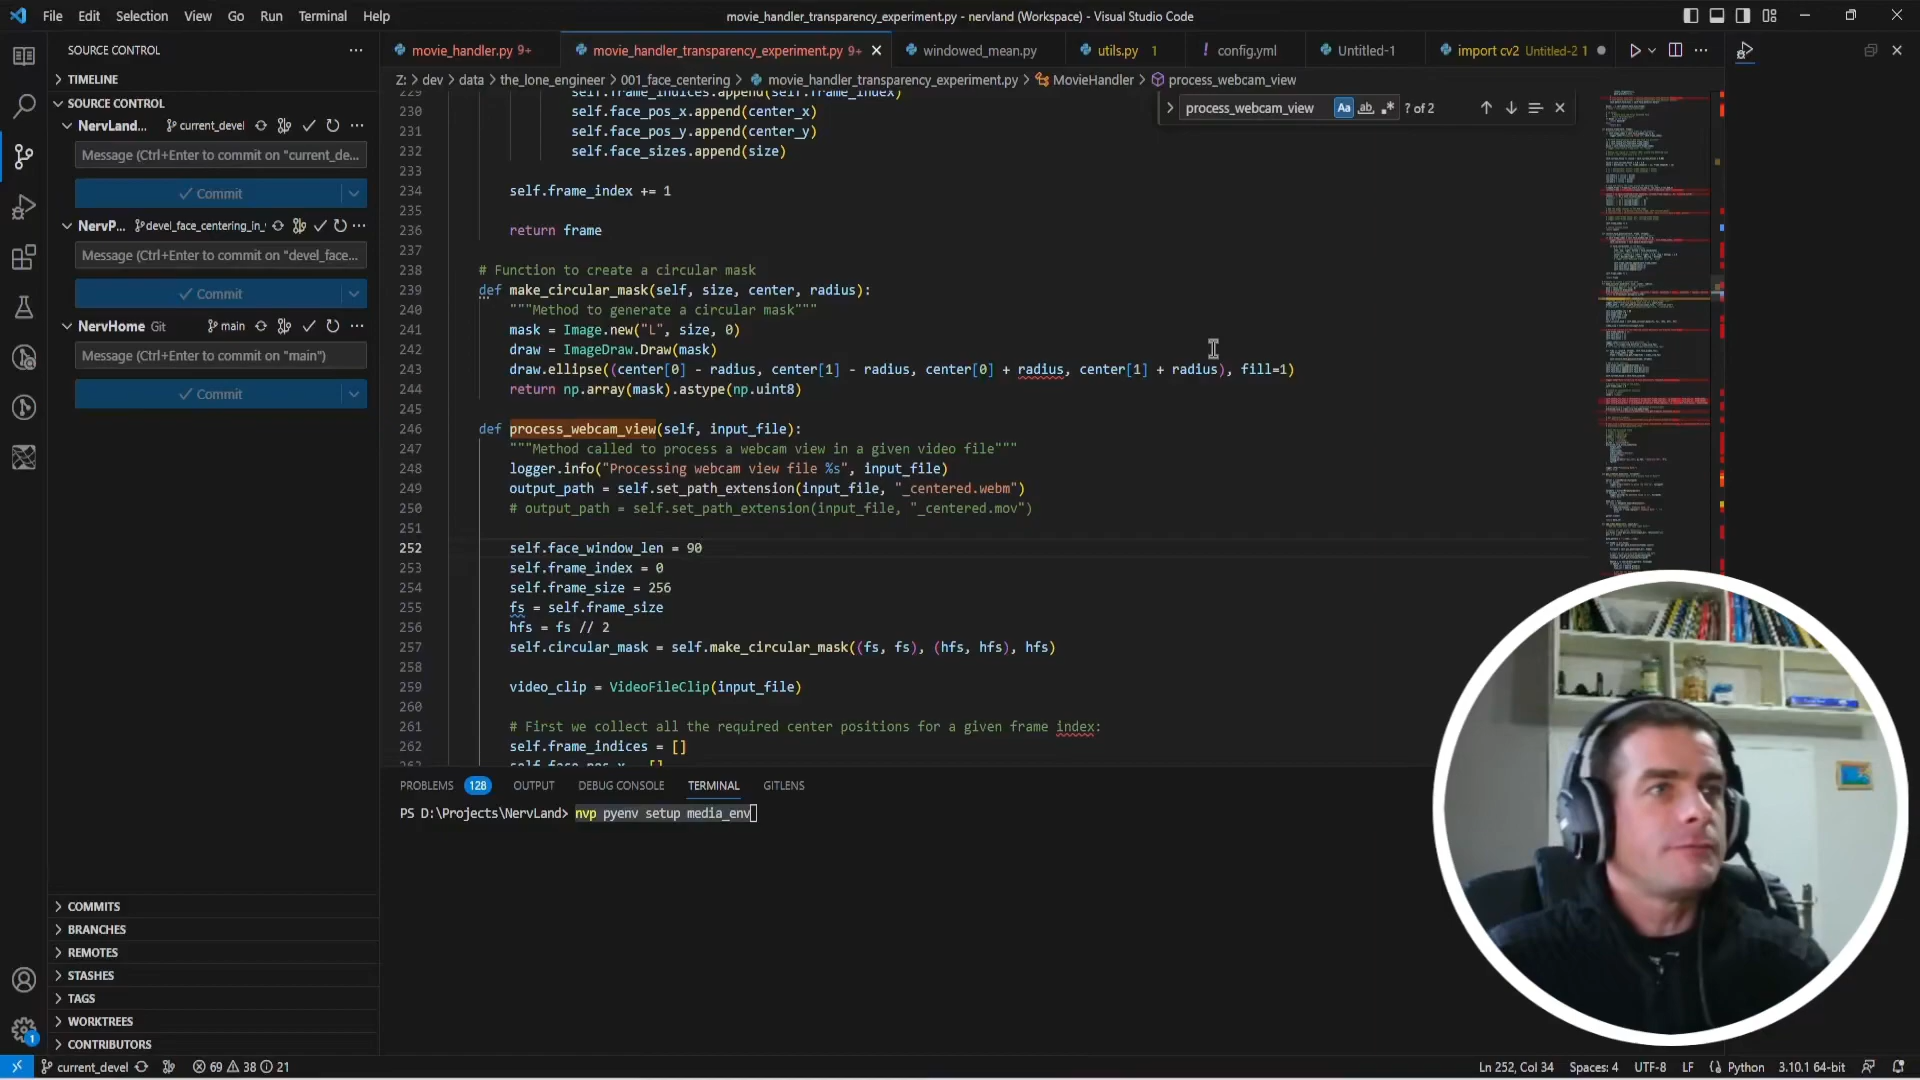 File Edit Selection View Go Run Terminal Help
movie_handler_transparency_experiment.py - nervland (Workspace) - Visual Studio Code
SOURCE CONTROL
movie_handler.py 9+
movie_handler_transparency_experiment.py 9+
windowed_mean.py
utils.py 1
config.yml
Untitled-1
import cv2 Untitled-2 1
Z: > dev > data > the_lone_engineer > 001_face_centering > movie_handler_transparency_experiment.py > MovieHandler > process_webcam_view
process_webcam_view Aa ab ? of 2
TIMELINE
SOURCE CONTROL
NervLand... current_devel
Message (Ctrl+Enter to commit on "current_de...
Commit
NervP... devel_face_centering_in_
Message (Ctrl+Enter to commit on "devel_face...
Commit
NervHome Git main
Message (Ctrl+Enter to commit on "main")
Commit
COMMITS
BRANCHES
REMOTES
STASHES
TAGS
WORKTREES
CONTRIBUTORS
229 self.frame_indices.append(self.frame_index)
230 self.face_pos_x.append(center_x)
231 self.face_pos_y.append(center_y)
232 self.face_sizes.append(size)
233
234 self.frame_index += 1
235
236 return frame
237
238 # Function to create a circular mask
239 def make_circular_mask(self, size, center, radius):
240 """Method to generate a circular mask"""
241 mask = Image.new("L", size, 0)
242 draw = ImageDraw.Draw(mask)
243 draw.ellipse((center[0] - radius, center[1] - radius, center[0] + radius, center[1] + radius), fill=1)
244 return np.array(mask).astype(np.uint8)
245
246 def process_webcam_view(self, input_file):
247 """Method called to process a webcam view in a given video file"""
248 logger.info("Processing webcam view file %s", input_file)
249 output_path = self.set_path_extension(input_file, "_centered.webm")
250 # output_path = self.set_path_extension(input_file, "_centered.mov")
251
252 self.face_window_len = 90
253 self.frame_index = 0
254 self.frame_size = 256
255 fs = self.frame_size
256 hfs = fs // 2
257 self.circular_mask = self.make_circular_mask((fs, fs), (hfs, hfs), hfs)
258
259 video_clip = VideoFileClip(input_file)
260
261 # First we collect all the required center positions for a given frame index:
262 self.frame_indices = []
263 self.face_pos_x = []
PROBLEMS 128 OUTPUT DEBUG CONSOLE TERMINAL GITLENS
PS D:\Projects\NervLand> nvp pyenv setup media_env
1
current_devel 69 38 21
Ln 252, Col 34 Spaces: 4 UTF-8 LF Python 3.10.1 64-bit